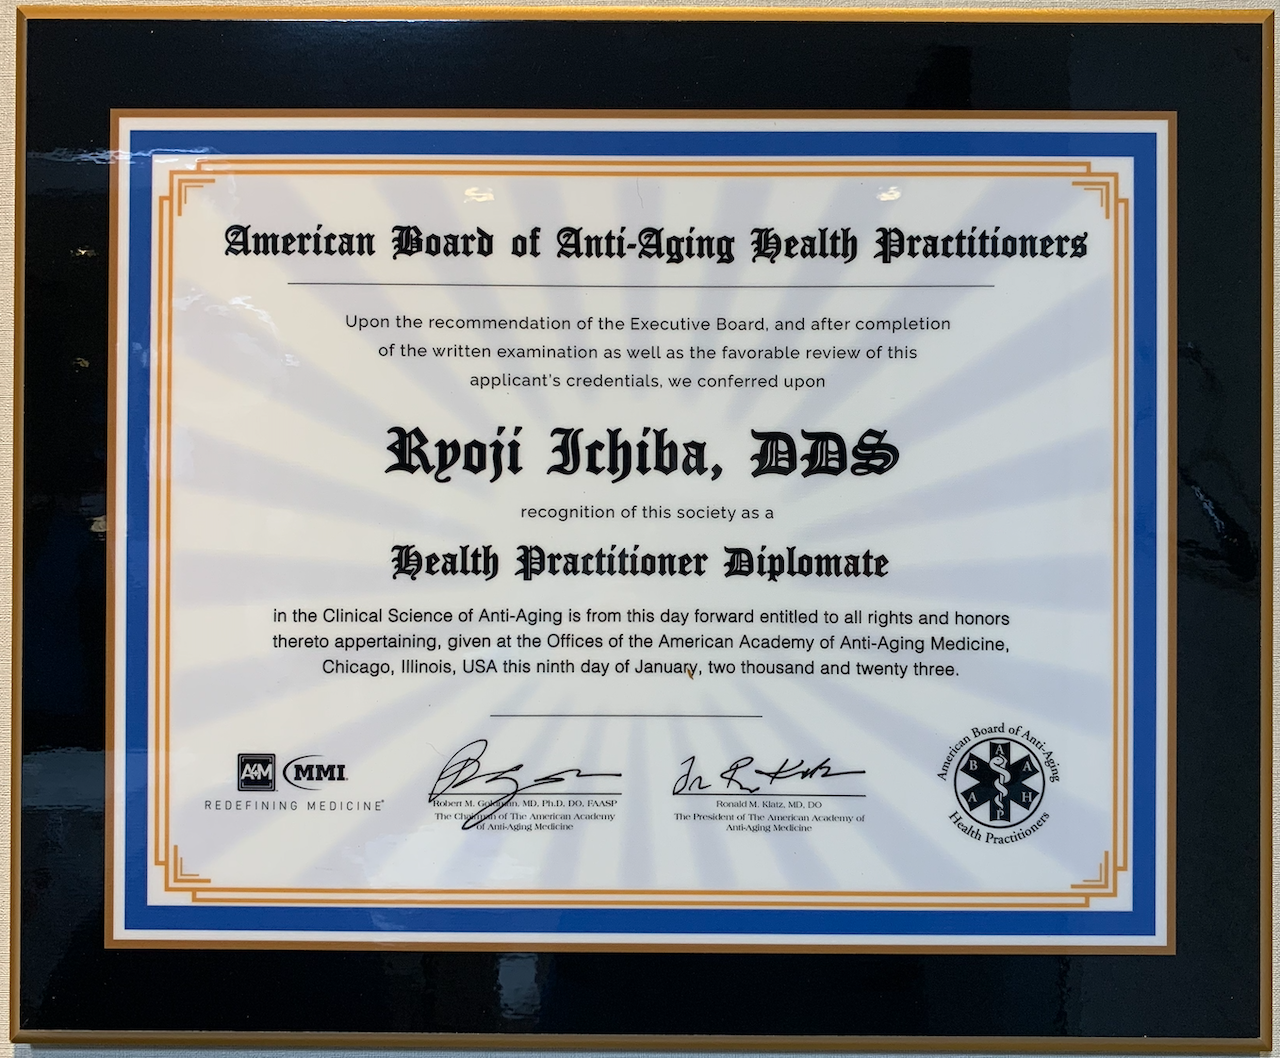 American Board of Anti-Aging Health Practitioners
Upon the recommendation of the Executive Board, and after completion
of the written examination as well as the favorable review of this
applicant's credentials, we conferred upon
Ryoji Ichiba, DDS
recognition of this society as a
Health Practitioner Diplomate
in the Clinical Science of Anti-Aging is from this day forward entitled to all rights and honors
thereto appertaining, given at the Offices of the American Academy of Anti-Aging Medicine,
Chicago, Illinois, USA this ninth day of January, two thousand and twenty three.
A4M MMI
REDEFINING MEDICINE
Robert M. Goldman, MD, Ph.D, DO, FAASP
The Chairman of The American Academy
of Anti-Aging Medicine
Ronald M. Klatz, MD, DO
The President of The American Academy of
Anti-Aging Medicine
American Board of Anti-Aging
Health Practitioners
A B A A H P